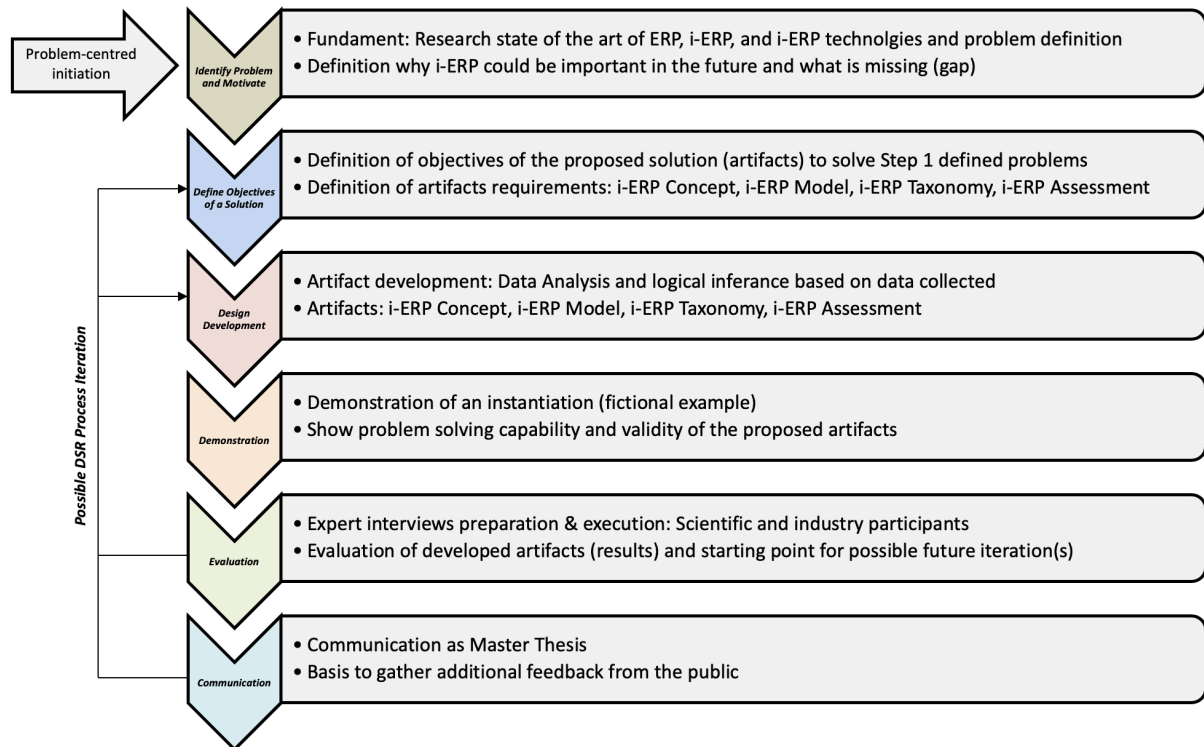 Problem-centred
initiation
Identify Problem
and Motivate
• Fundament: Research state of the art of ERP, i-ERP, and i-ERP technolgies and problem definition
• Definition why i-ERP could be important in the future and what is missing (gap)
Define Objectives
of a Solution
• Definition of objectives of the proposed solution (artifacts) to solve Step 1 defined problems
• Definition of artifacts requirements: i-ERP Concept, i-ERP Model, i-ERP Taxonomy, i-ERP Assessment
Design
Development
• Artifact development: Data Analysis and logical inferance based on data collected
• Artifacts: i-ERP Concept, i-ERP Model, i-ERP Taxonomy, i-ERP Assessment
Possible DSR Process Iteration
Demonstration
• Demonstration of an instantiation (fictional example)
• Show problem solving capability and validity of the proposed artifacts
Evaluation
• Expert interviews preparation & execution: Scientific and industry participants
• Evaluation of developed artifacts (results) and starting point for possible future iteration(s)
Communication
• Communication as Master Thesis
• Basis to gather additional feedback from the public